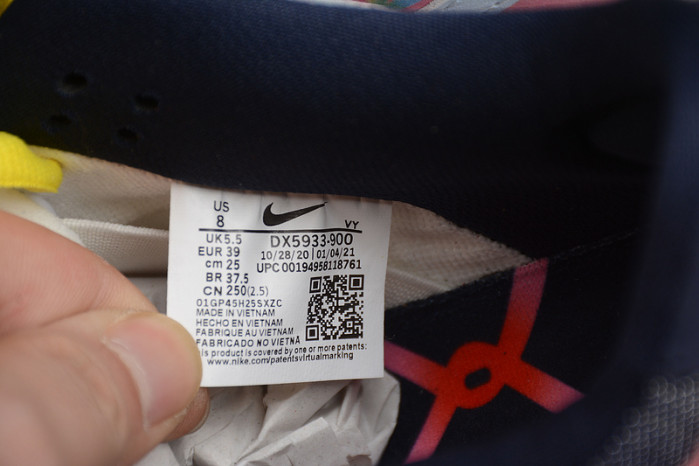 US
8
VY
UK 5.5
EUR 39
cm 25
BR 37.5
CN 250(2.5)
DX5933-900
10/28/20 | 01/04/21
UPC 00194958118761
01GP45H25SXZC
MADE IN VIETNAM
HECHO EN VIETNAM
FABRIQUE AU VIETNAM
FABRICADO NO VIETNA
is product is covered by one or more patents:
www.nike.com/patentsvirtualmarking